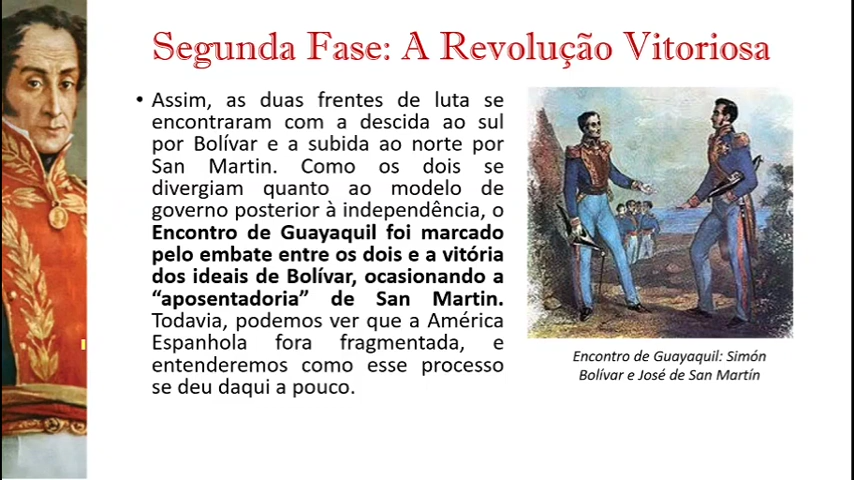 Segunda Fase: A Revolução Vitoriosa
• Assim, as duas frentes de luta se
encontraram com a descida ao sul
por Bolívar e a subida ao norte por
San Martin. Como os dois se
divergiam quanto ao modelo de
governo posterior à independência, o
Encontro de Guayaquil foi marcado
pelo embate entre os dois e a vitória
dos ideais de Bolívar, ocasionando a
“aposentadoria” de San Martin.
Todavia, podemos ver que a América
Espanhola fora fragmentada, e
entenderemos como esse processo
se deu daqui a pouco.
Encontro de Guayaquil: Simón
Bolívar e José de San Martín